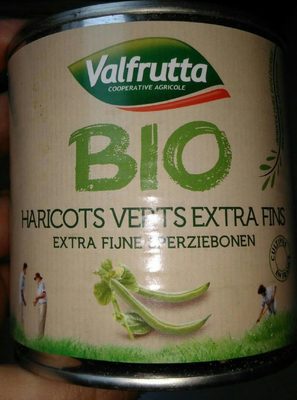 Valfrutta
COOPERATIVE AGRICOLE
BIO
HARICOTS VERTS EXTRA FINS
EXTRA FIJNE SPERZIEBONEN